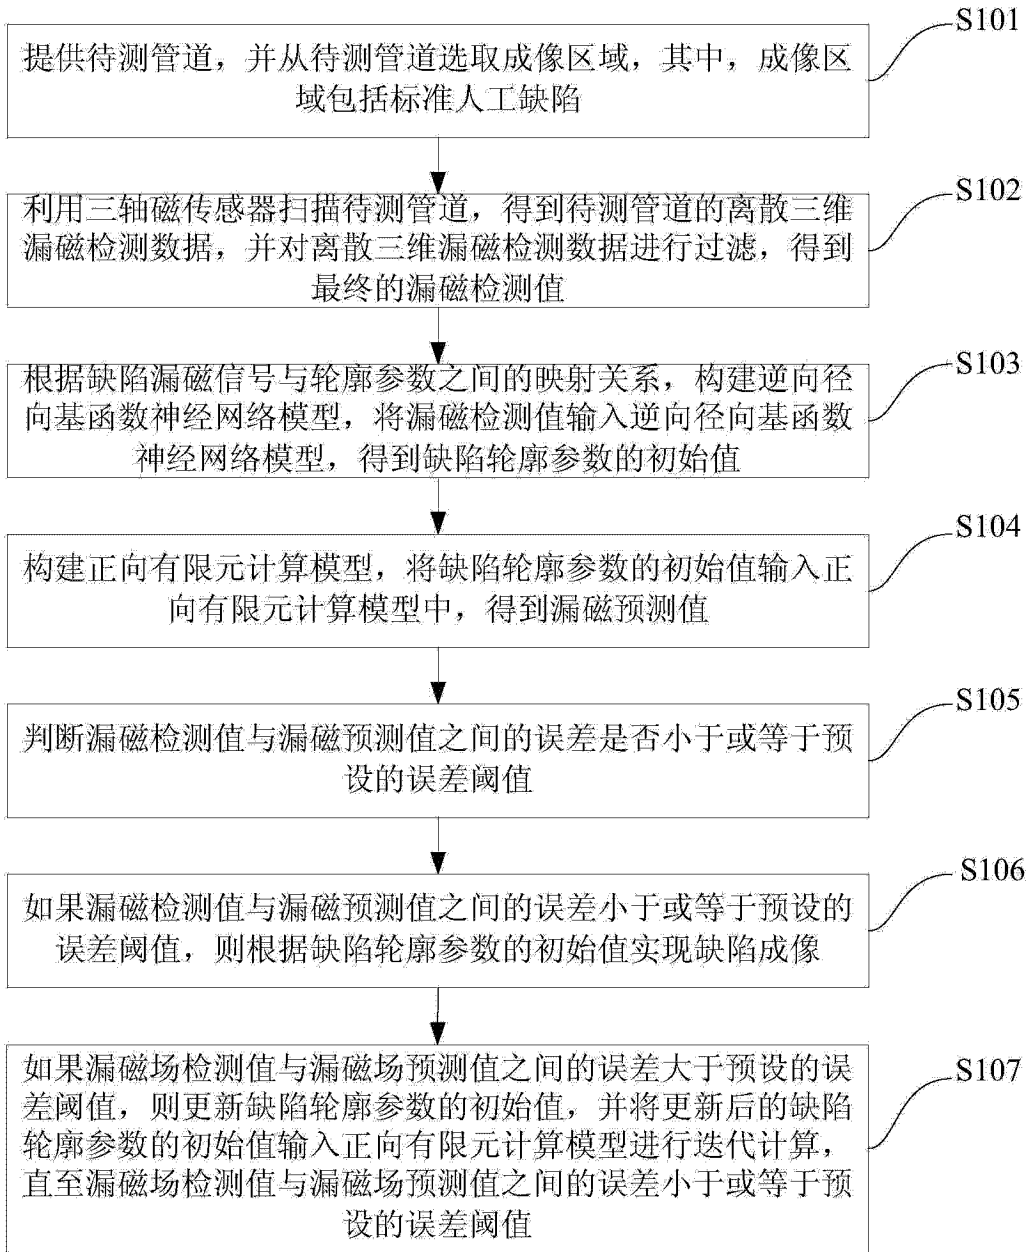 S101
提供待测管道，并从待测管道选取成像区域，其中，成像区
域包括标准人工缺陷
S102
利用三轴磁传感器扫描待测管道，得到待测管道的离散三维
漏磁检测数据，并对离散三维漏磁检测数据进行过滤，得到
最终的漏磁检测值
S103
根据缺陷漏磁信号与轮廓参数之间的映射关系，构建逆向径
向基函数神经网络模型，将漏磁检测值输入逆向径向基函数
神经网络模型，得到缺陷轮廓参数的初始值
S104
构建正向有限元计算模型，将缺陷轮廓参数的初始值输入正
向有限元计算模型中，得到漏磁预测值
S105
判断漏磁检测值与漏磁预测值之间的误差是否小于或等于预
设的误差阈值
S106
如果漏磁检测值与漏磁预测值之间的误差小于或等于预设的
误差阈值，则根据缺陷轮廓参数的初始值实现缺陷成像
S107
如果漏磁场检测值与漏磁场预测值之间的误差大于预设的误
差阈值，则更新缺陷轮廓参数的初始值，并将更新后的缺陷
轮廓参数的初始值输入正向有限元计算模型进行迭代计算，
直至漏磁场检测值与漏磁场预测值之间的误差小于或等于预
设的误差阈值